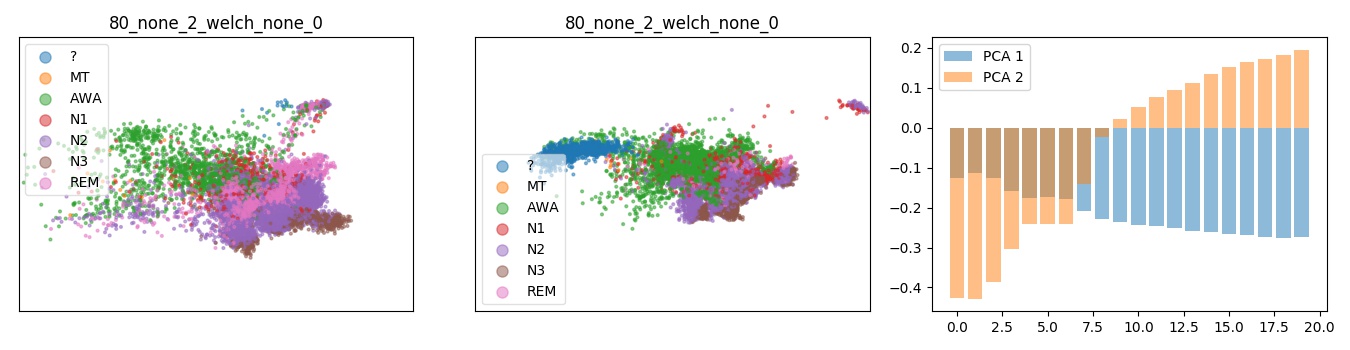 80_none_2_welch_none_0
?
MT
AWA
N1
N2
N3
REM
80_none_2_welch_none_0
?
MT
AWA
N1
N2
N3
REM
PCA 1
PCA 2
0.2
0.1
0.0
−0.1
−0.2
−0.3
−0.4
0.0 2.5 5.0 7.5 10.0 12.5 15.0 17.5 20.0